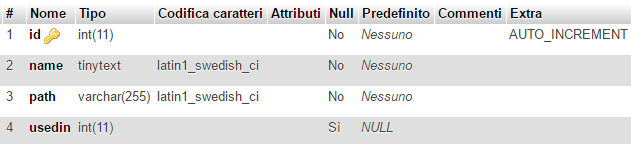 # Nome Tipo Codifica caratteri Attributi Null Predefinito Commenti Extra
1 id int(11) No Nessuno AUTO_INCREMENT
2 name tinytext latin1_swedish_ci No Nessuno
3 path varchar(255) latin1_swedish_ci No Nessuno
4 usedin int(11) Sì NULL